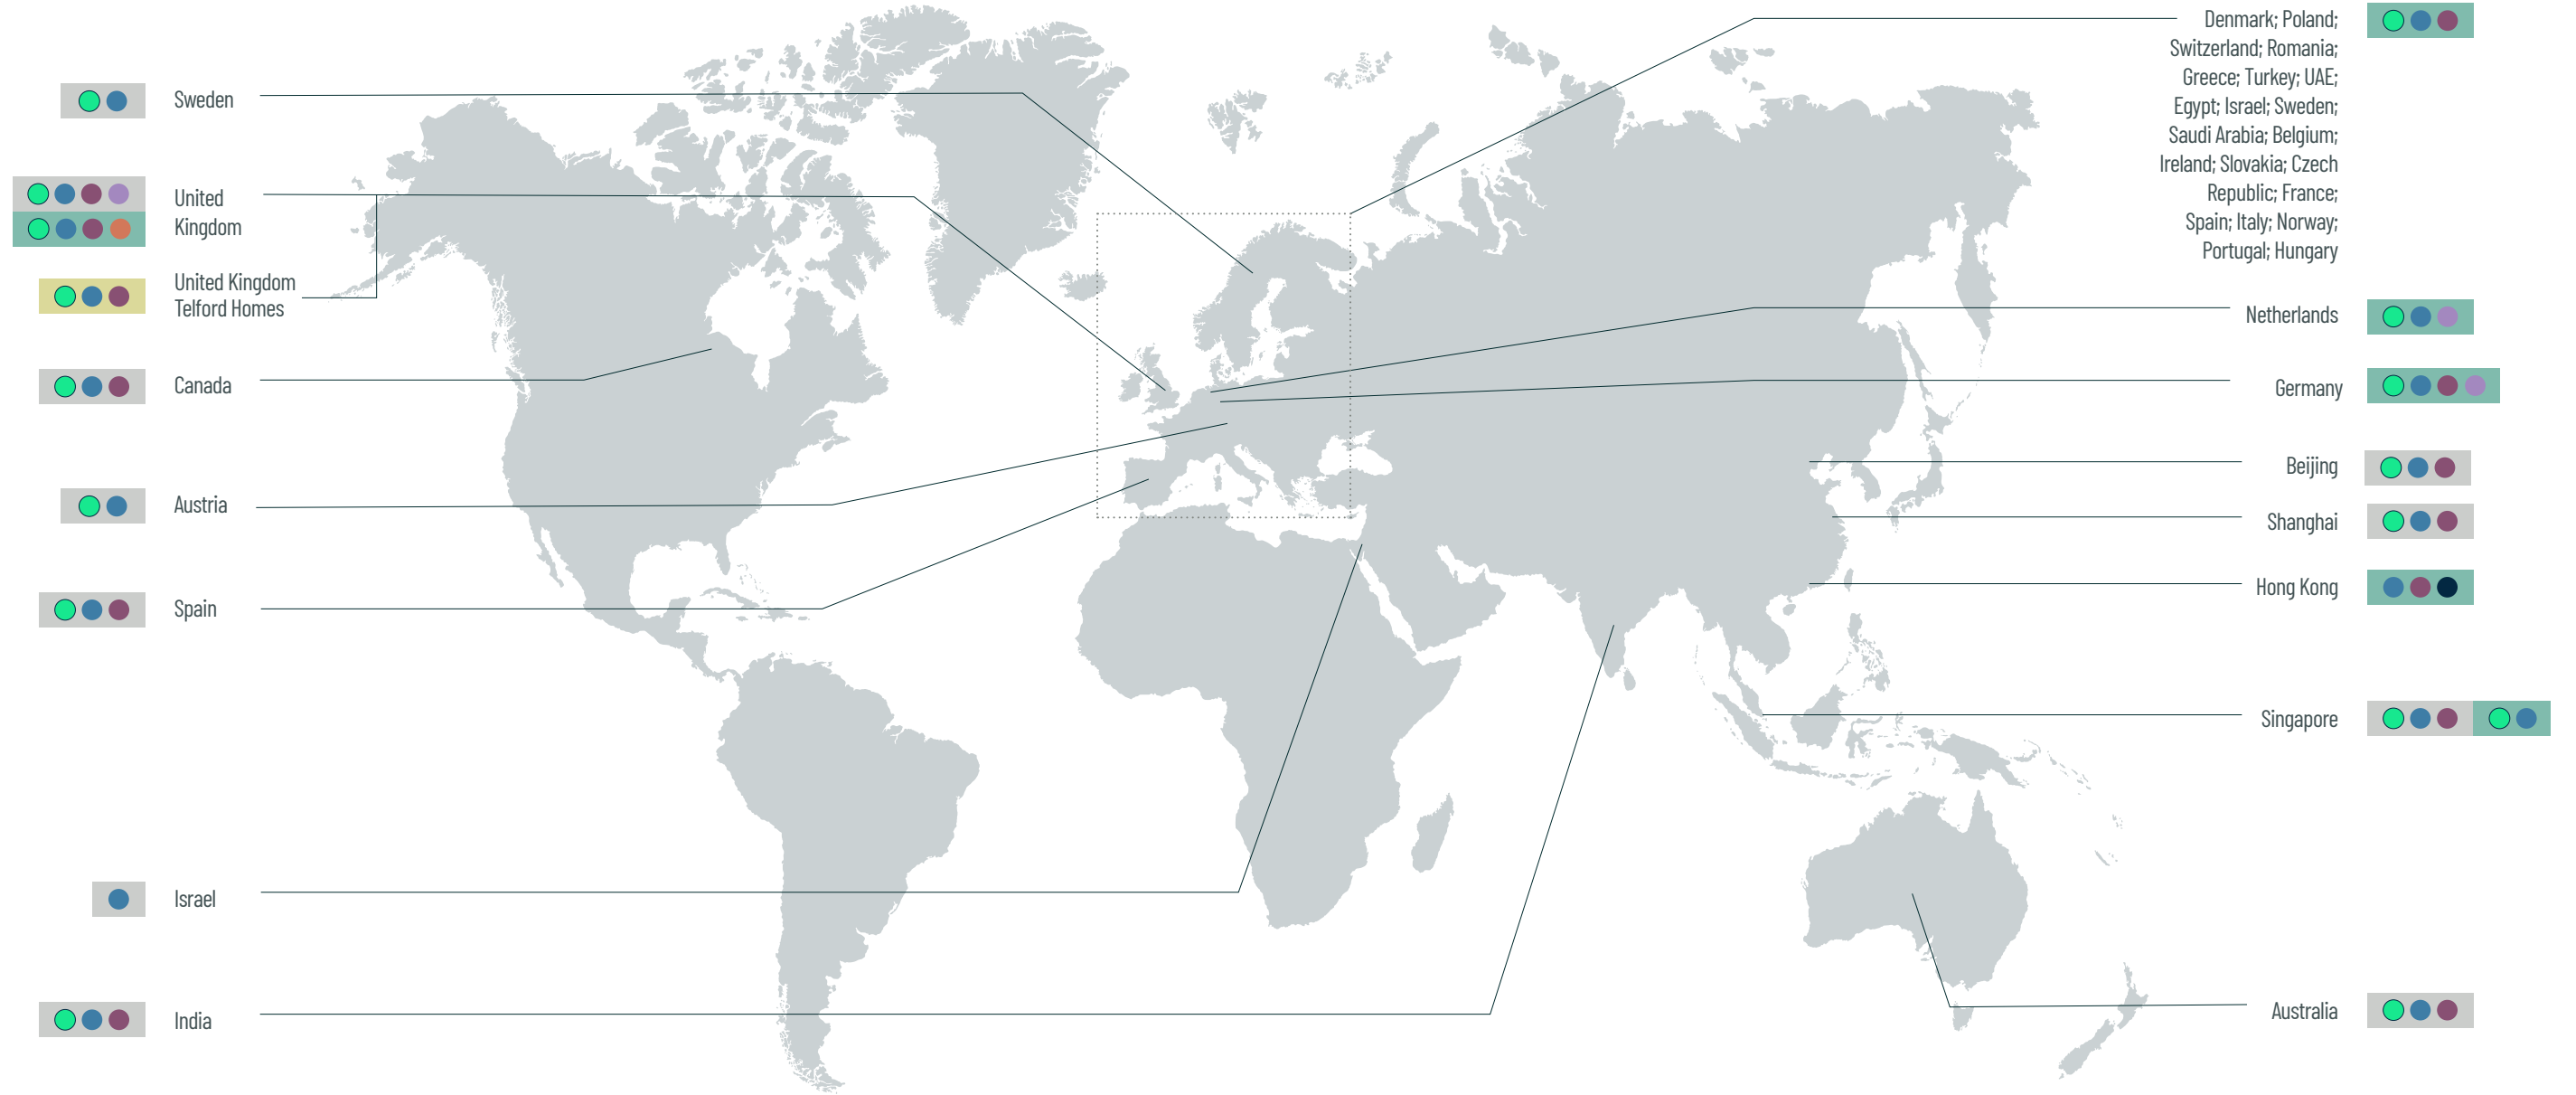 Sweden
United
Kingdom
United Kingdom
Telford Homes
Canada
Austria
Spain
Israel
India
Denmark; Poland;
Switzerland; Romania;
Greece; Turkey; UAE;
Egypt; Israel; Sweden;
Saudi Arabia; Belgium;
Ireland; Slovakia; Czech
Republic; France;
Spain; Italy; Norway;
Portugal; Hungary
Netherlands
Germany
Beijing
Shanghai
Hong Kong
Singapore
Australia